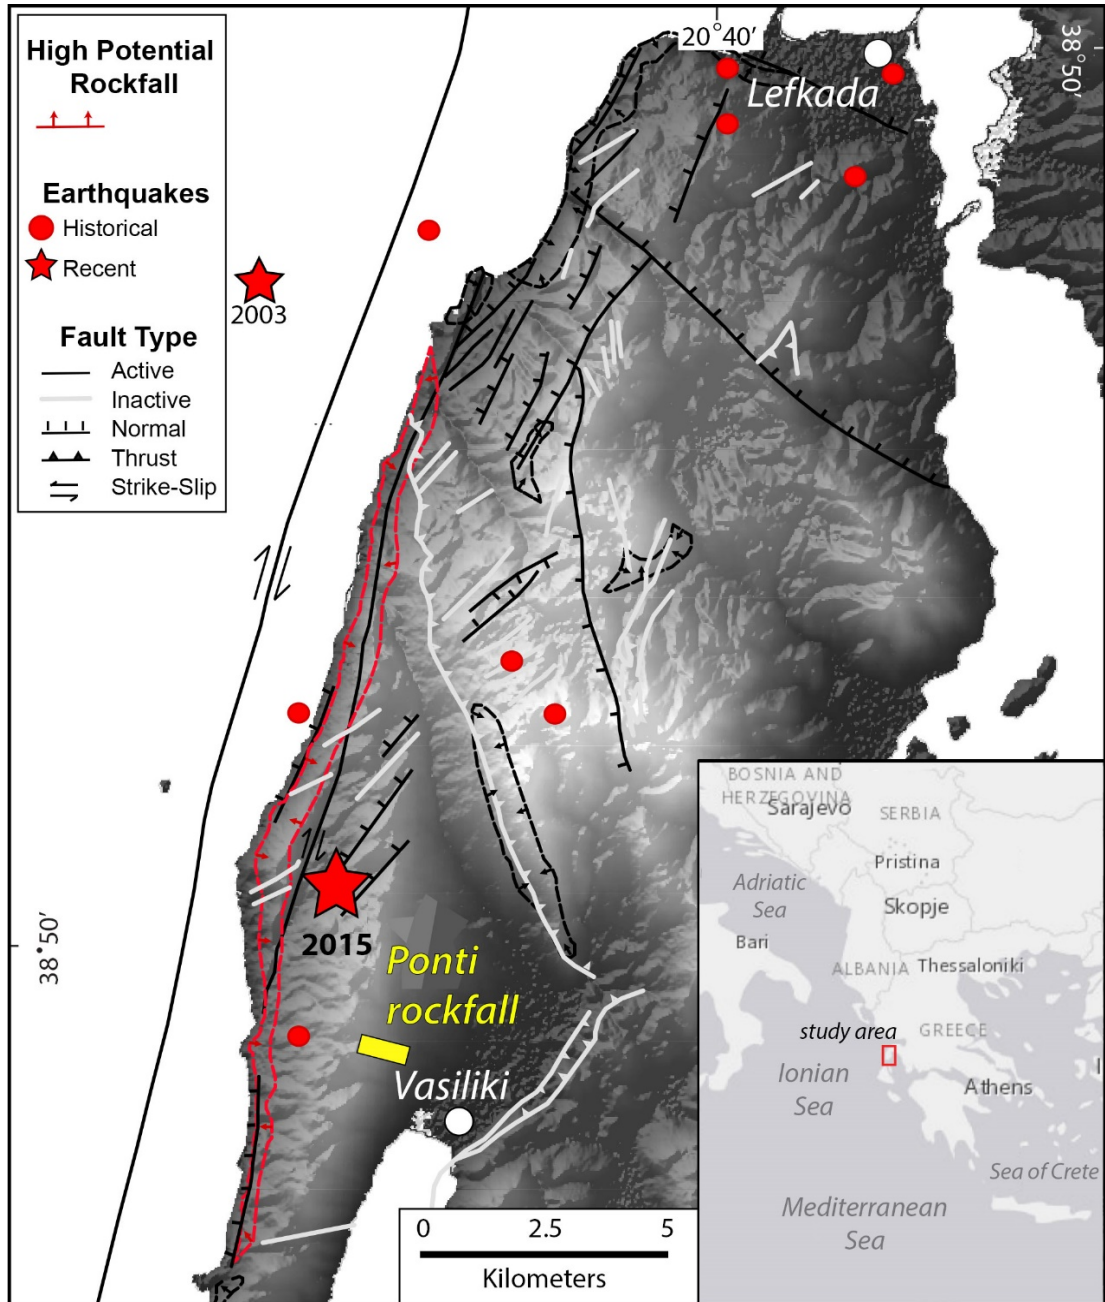 High Potential
Rockfall
Earthquakes
Historical
Recent
Fault Type
Active
Inactive
Normal
Thrust
Strike-Slip
20°40'
38°50'
Lefkada
2003
2015
38°50'
Ponti
rockfall
Vasiliki
0 2.5 5
Kilometers
BOSNIA AND
HERZEGOVINA
Sarajevo
SERBIA
Pristina
Adriatic
Sea
Skopje
Bari
ALBANIA
Thessaloniki
study area
GREECE
Ionian
Sea
Athens
Sea of Crete
Mediterranean
Sea